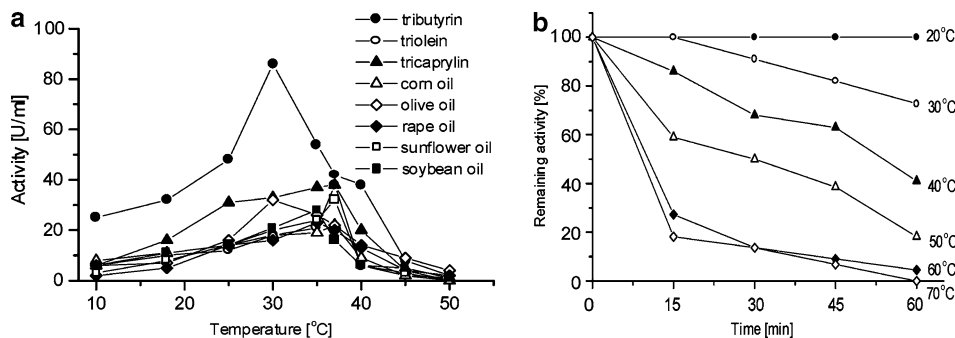 a
Activity [U/ml]
100
80
60
40
20
0
10
20
30
40
50
Temperature [°C]
tributyrin
triolein
tricaprylin
corn oil
olive oil
rape oil
sunflower oil
soybean oil
b
Remaining activity [%]
100
80
60
40
20
0
0
15
30
45
60
Time [min]
20°C
30°C
40°C
50°C
60°C
70°C